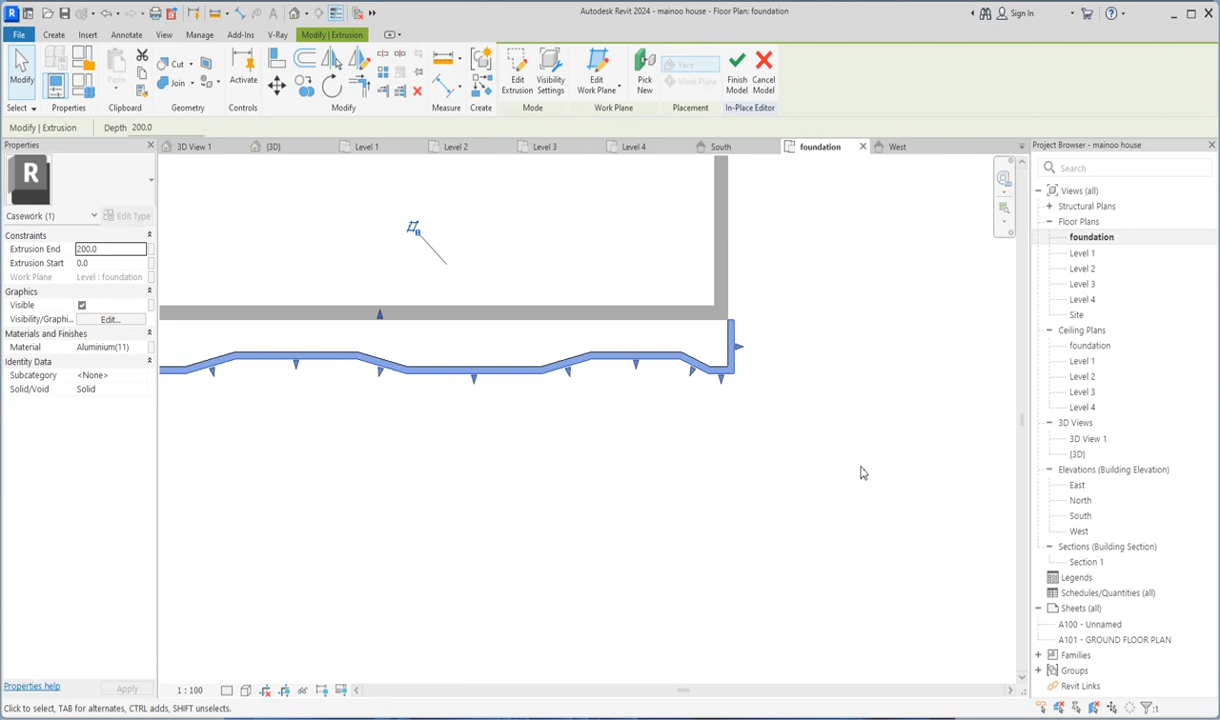 Autodesk Revit 2024 - mainoo house - Floor Plan: foundation
Sign In
File Create Insert Annotate View Manage Add-Ins V-Ray Modify | Extrusion
Modify Paste Cut Join Activate Edit Extrusion Visibility Settings Edit Work Plane Pick New Face Work Plane Finish Model Cancel Model
Select Properties Clipboard Geometry Controls Modify Measure Create Mode Work Plane Placement In-Place Editor
Modify | Extrusion Depth 200.0
Properties
3D View 1 {3D} Level 1 Level 2 Level 3 Level 4 South foundation West
Project Browser - mainoo house
Search
R
Casework (1) Edit Type
Constraints
Extrusion End 200.0
Extrusion Start 0.0
Work Plane Level : foundation
Graphics
Visible
Visibility/Graphi... Edit...
Materials and Finishes
Material Aluminium(11)
Identity Data
Subcategory <None>
Solid/Void Solid
Properties help Apply
Views (all)
Structural Plans
Floor Plans
foundation
Level 1
Level 2
Level 3
Level 4
Site
Ceiling Plans
foundation
Level 1
Level 2
Level 3
Level 4
3D Views
3D View 1
{3D}
Elevations (Building Elevation)
East
North
South
West
Sections (Building Section)
Section 1
Legends
Schedules/Quantities (all)
Sheets (all)
A100 - Unnamed
A101 - GROUND FLOOR PLAN
Families
Groups
Revit Links
1 : 100
Click to select, TAB for alternates, CTRL adds, SHIFT unselects.
:1